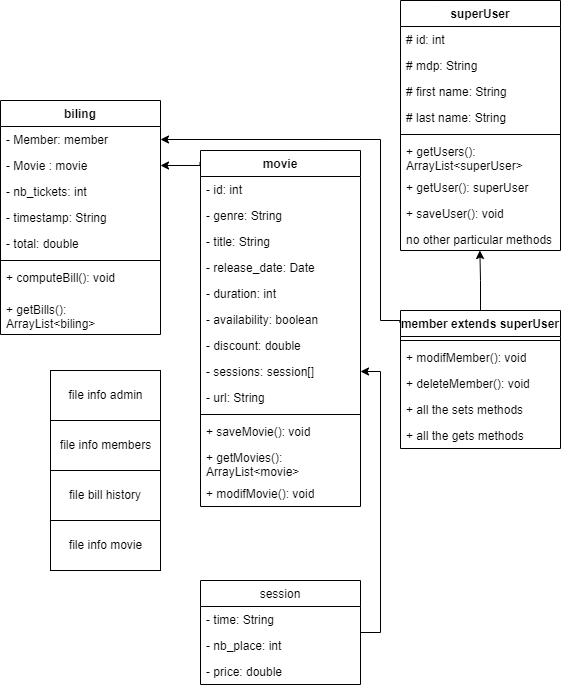 superUser
# id: int
# mdp: String
# first name: String
# last name: String
+ getUsers():
ArrayList<superUser>
+ getUser(): superUser
+ saveUser(): void
no other particular methods
biling
- Member: member
- Movie : movie
- nb_tickets: int
- timestamp: String
- total: double
+ computeBill(): void
+ getBills():
ArrayList<biling>
movie
- id: int
- genre: String
- title: String
- release_date: Date
- duration: int
- availability: boolean
- discount: double
- sessions: session[]
- url: String
+ saveMovie(): void
+ getMovies():
ArrayList<movie>
+ modifMovie(): void
member extends superUser
+ modifMember(): void
+ deleteMember(): void
+ all the sets methods
+ all the gets methods
file info admin
file info members
file bill history
file info movie
session
- time: String
- nb_place: int
- price: double